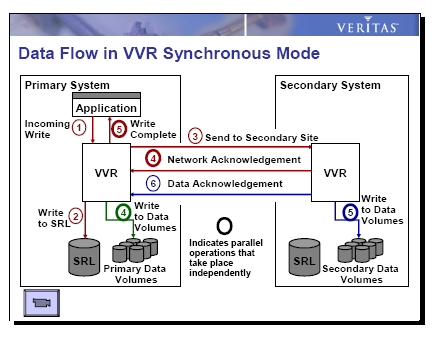 VERITAS™
Data Flow in VVR Synchronous Mode
Primary System
Secondary System
Application
Incoming
Write
1
5
Write
Complete
3
Send to Secondary Site
4
Network Acknowledgement
6
Data Acknowledgement
VVR
VVR
Write
to SRL
2
4
Write
to Data
Volumes
5
Write
to Data
Volumes
Indicates parallel
operations that
take place
independently
SRL
Primary Data
Volumes
SRL
Secondary Data
Volumes